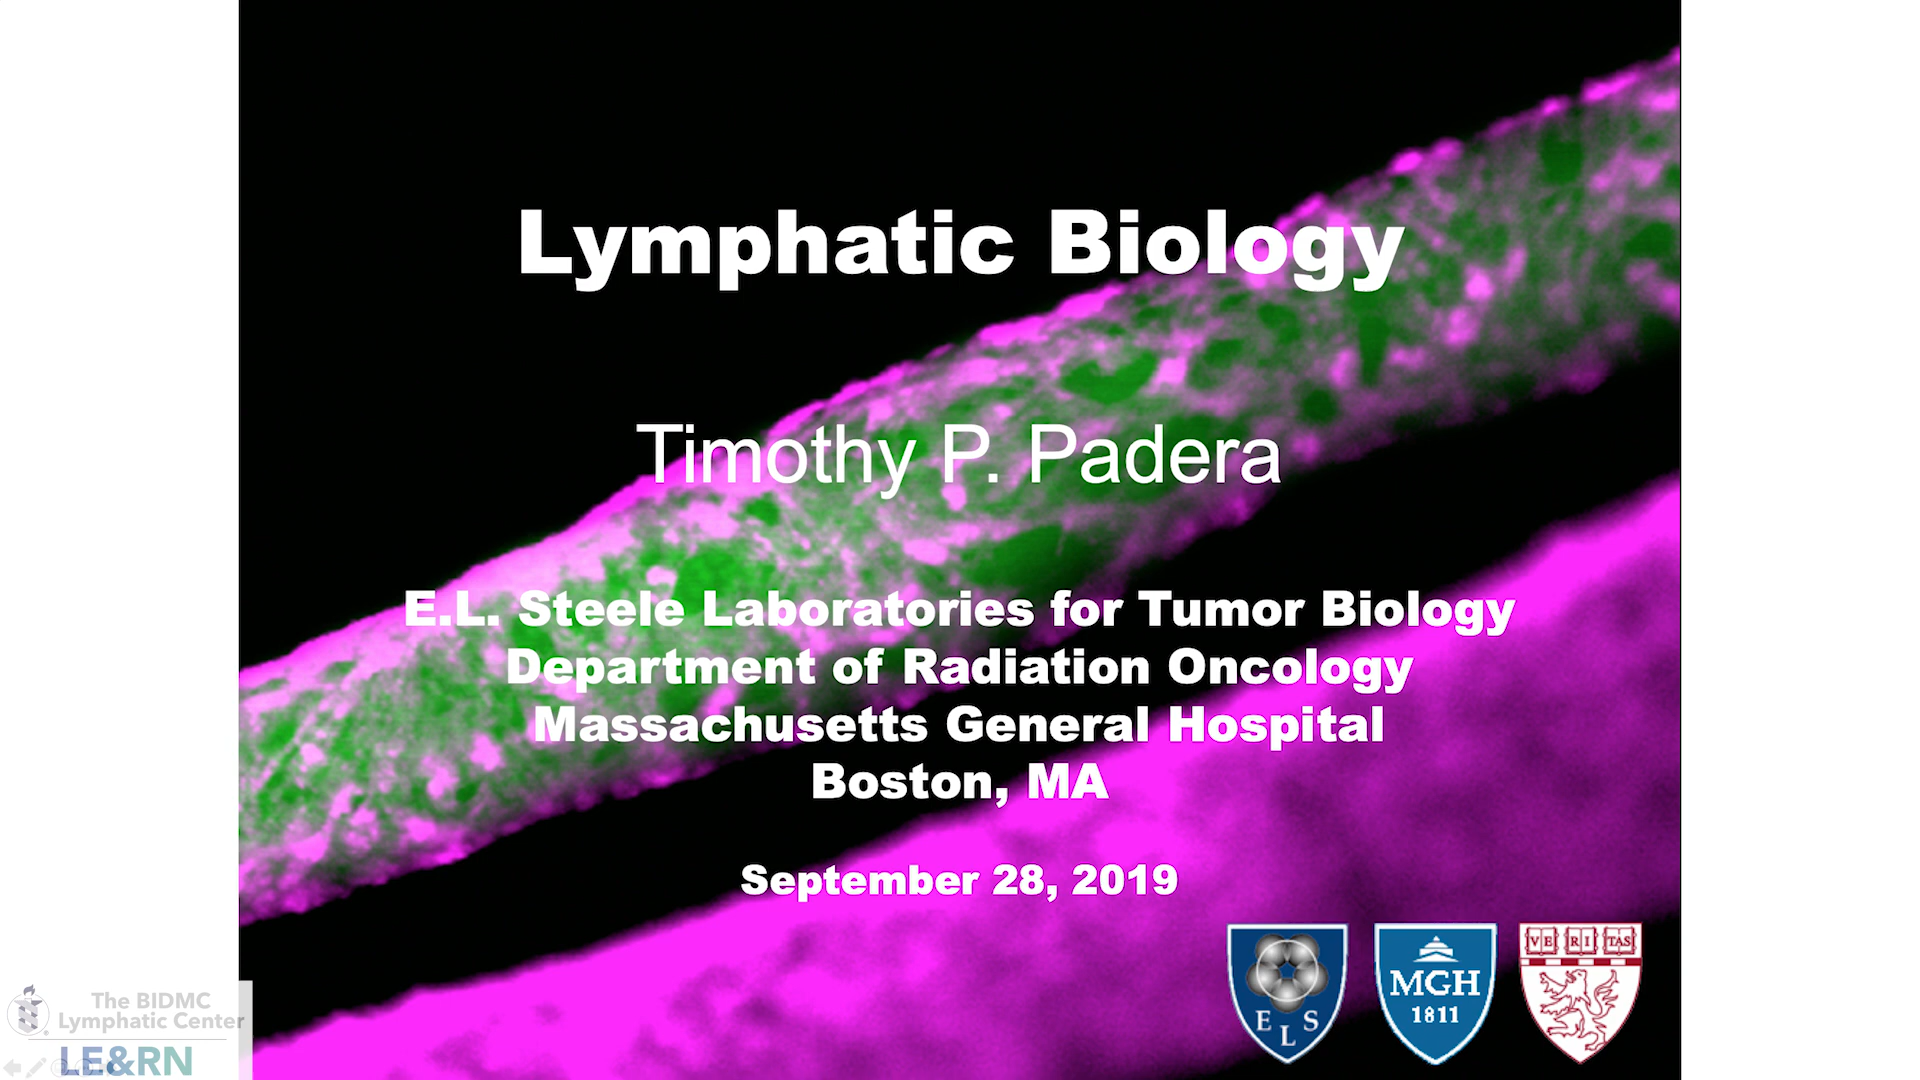 Lymphatic Biology
Timothy P. Padera
E.L. Steele Laboratories for Tumor Biology
Department of Radiation Oncology
Massachusetts General Hospital
Boston, MA
September 28, 2019
E L S
MGH
1811
VE RI TAS
The BIDMC
Lymphatic Center
LE&RN